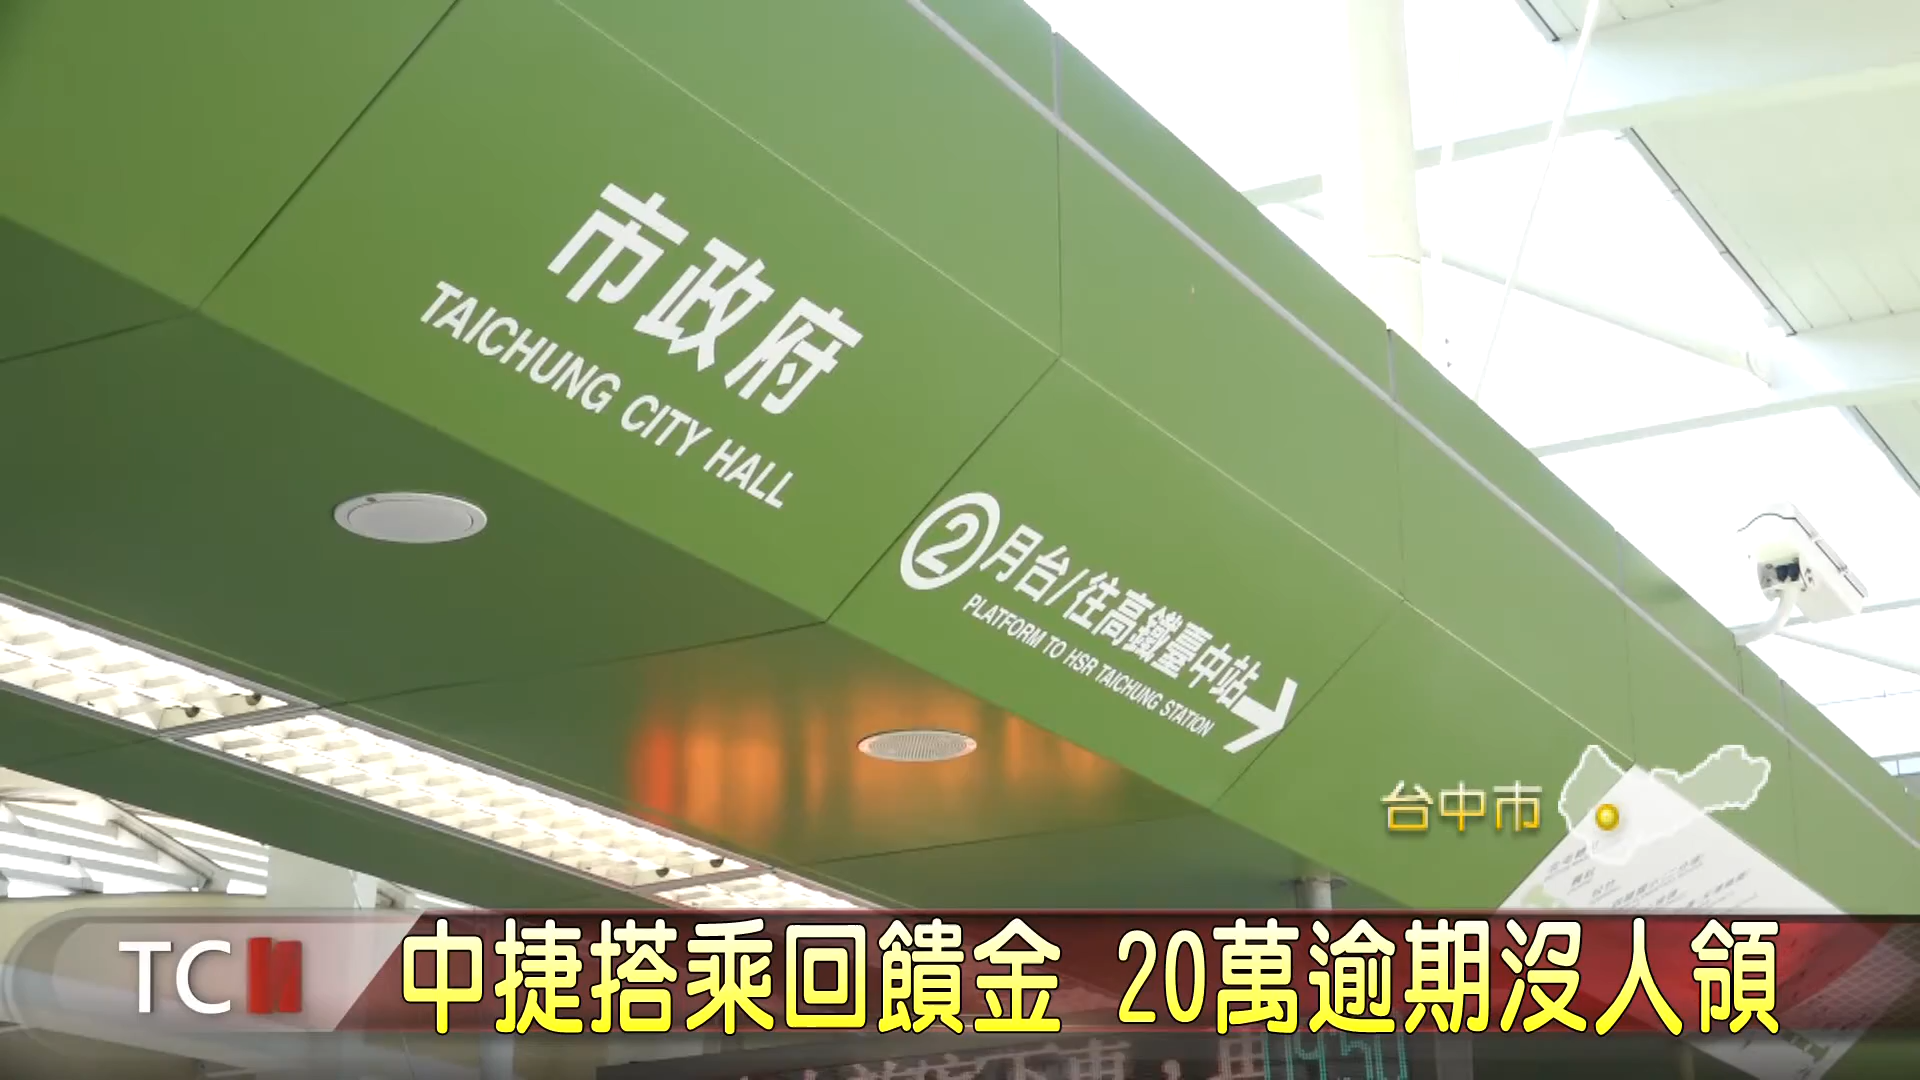 市政府
TAICHUNG CITY HALL
②月台/往高鐵臺中站
PLATFORM TO HSR TAICHUNG STATION
台中市
TCN
中捷搭乘回饋金 20萬逾期沒人領